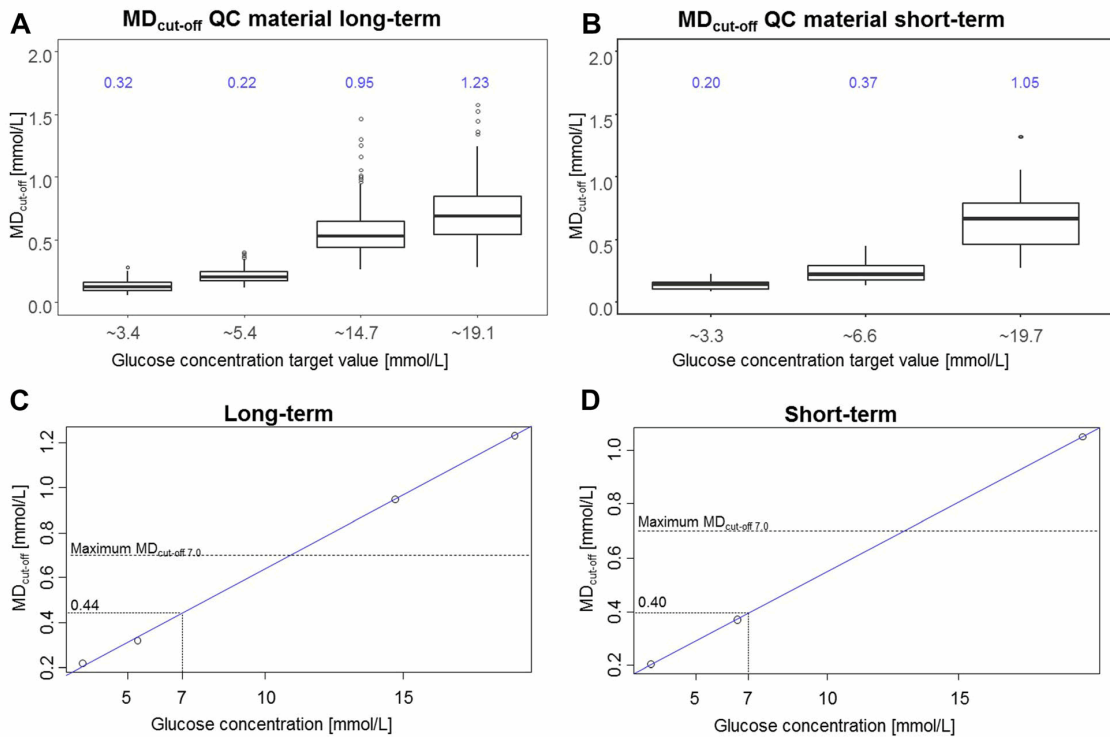 A
MDcut-off QC material long-term
2.0
1.5
1.0
0.5
0.0
MDcut-off [mmol/L]
0.32 0.22 0.95 1.23
~3.4 ~5.4 ~14.7 ~19.1
Glucose concentration target value [mmol/L]
B
MDcut-off QC material short-term
2.0
1.5
1.0
0.5
0.0
MDcut-off [mmol/L]
0.20 0.37 1.05
~3.3 ~6.6 ~19.7
Glucose concentration target value [mmol/L]
C
Long-term
1.2
1.0
0.8
0.6
0.4
0.2
MDcut-off [mmol/L]
Maximum MDcut-off 7.0
0.44
5 7 10 15
Glucose concentration [mmol/L]
D
Short-term
1.0
0.8
0.6
0.4
0.2
MDcut-off [mmol/L]
Maximum MDcut-off 7.0
0.40
5 7 10 15
Glucose concentration [mmol/L]